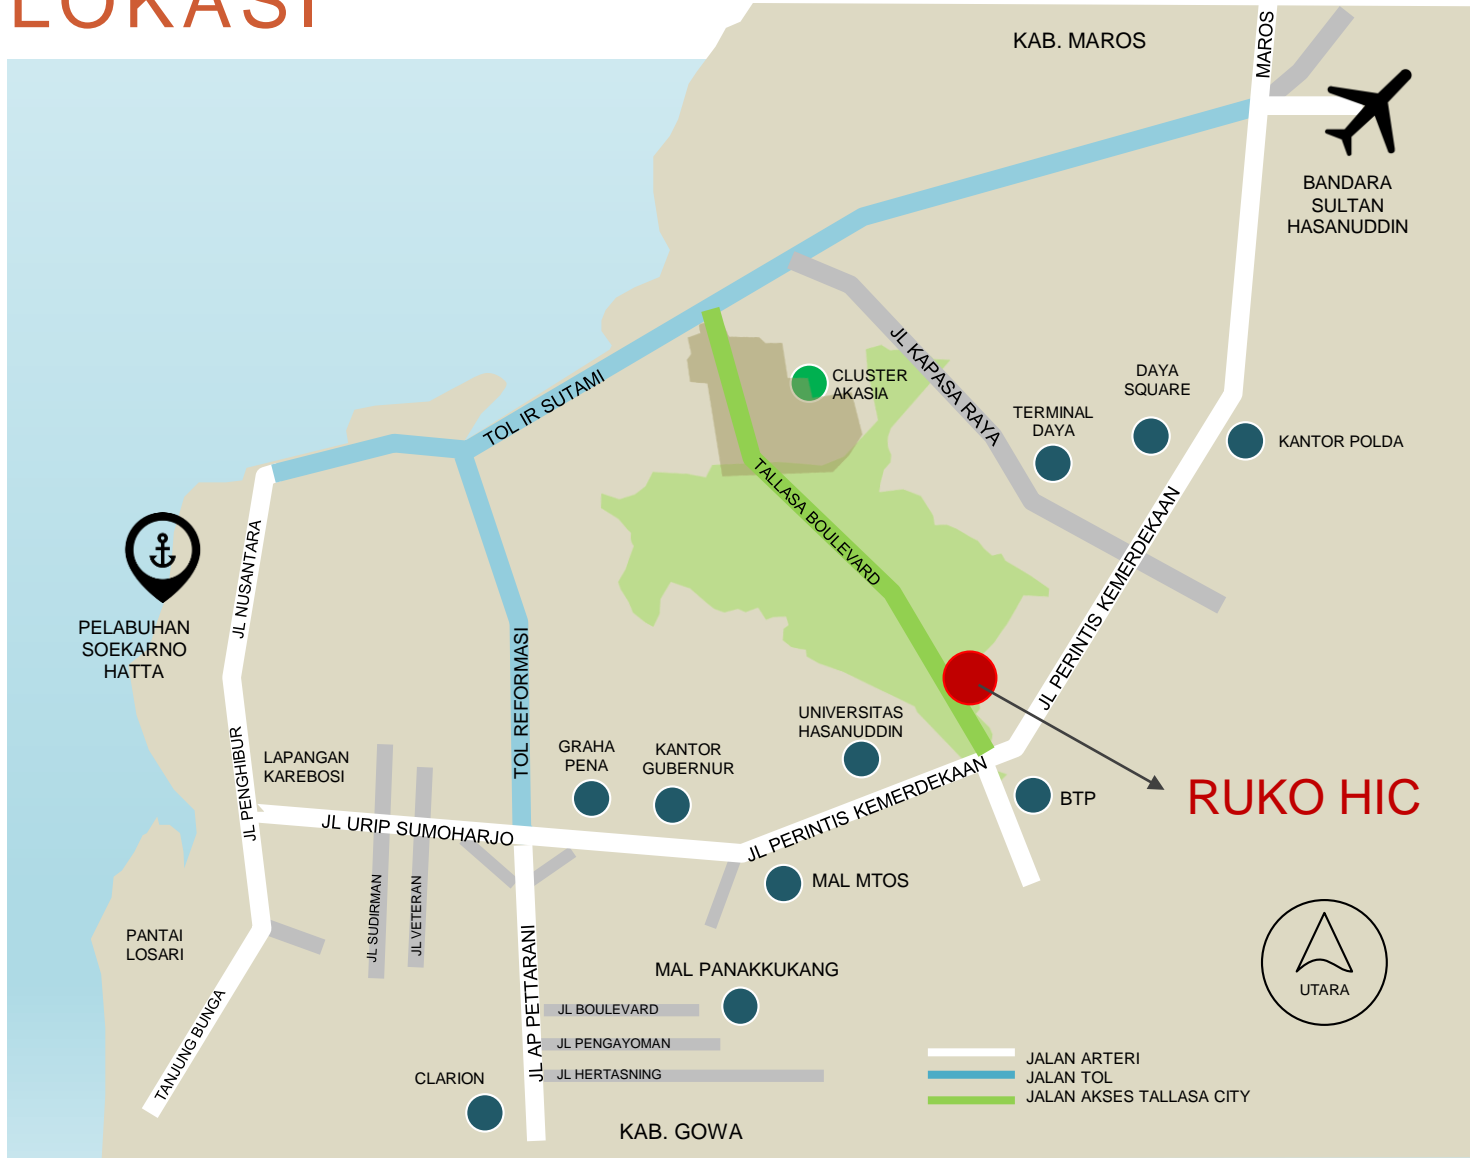 LOKASI
KAB. MAROS
MAROS
BANDARA
SULTAN
HASANUDDIN
TOL IR SUTAMI
JL KAPASA RAYA
CLUSTER
AKASIA
DAYA
SQUARE
TERMINAL
DAYA
KANTOR POLDA
TALLASA BOULEVARD
JL PERINTIS KEMERDEKAAN
JL NUSANTARA
PELABUHAN
SOEKARNO
HATTA
TOL REFORMASI
JL PENGHIBUR
LAPANGAN
KAREBOSI
GRAHA
PENA
KANTOR
GUBERNUR
UNIVERSITAS
HASANUDDIN
JL PERINTIS KEMERDEKAAN
BTP
RUKO HIC
JL URIP SUMOHARJO
MAL MTOS
JL SUDIRMAN
JL VETERAN
PANTAI
LOSARI
JL AP PETTARANI
MAL PANAKKUKANG
TANJUNG BUNGA
JL BOULEVARD
JL PENGAYOMAN
JL HERTASNING
CLARION
KAB. GOWA
UTARA
JALAN ARTERI
JALAN TOL
JALAN AKSES TALLASA CITY